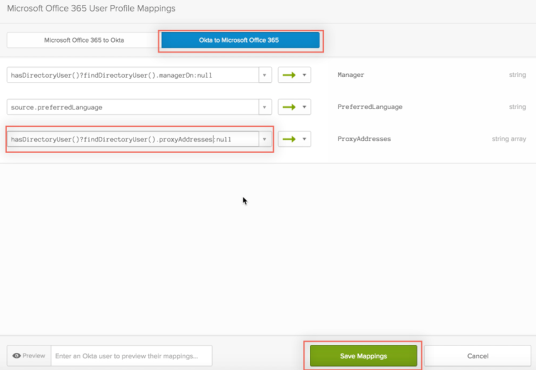 Microsoft Office 365 User Profile Mappings
Microsoft Office 365 to Okta
Okta to Microsoft Office 365
hasDirectoryUser()?findDirectoryUser().managerOn:null
Manager
string
source.preferredLanguage
PreferredLanguage
string
hasDirectoryUser()?findDirectoryUser().proxyAddresses:null
ProxyAddresses
string array
Preview
Enter an Okta user to preview their mappings...
Save Mappings
Cancel